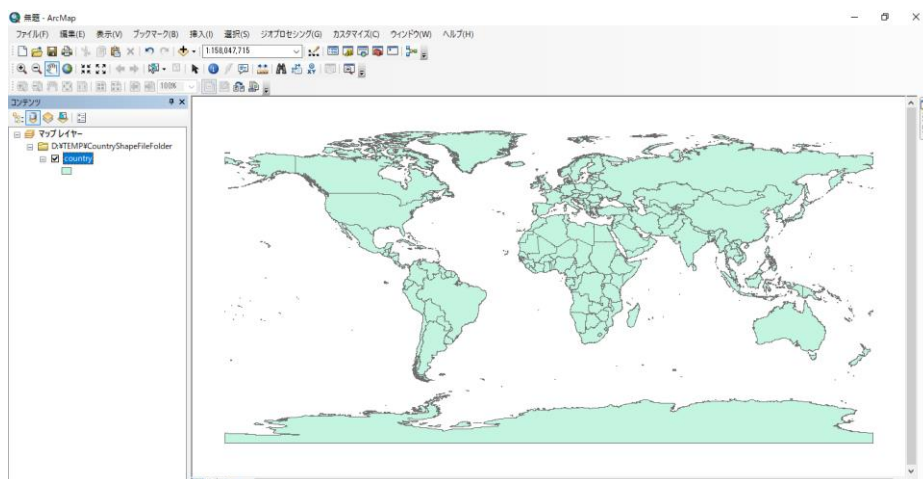 無題 - ArcMap
ファイル(F) 編集(E) 表示(V) ブックマーク(B) 挿入(I) 選択(S) ジオプロセシング(G) カスタマイズ(C) ウィンドウ(W) ヘルプ(H)
1:158,047,715
100%
コンテンツ
マップ レイヤー
D:¥TEMP¥CountryShapeFileFolder
country